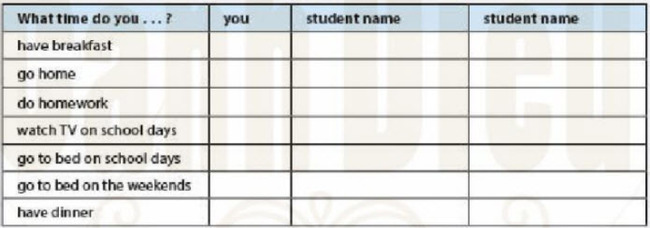 What time do you . . . ? you student name student name
have breakfast
go home
do homework
watch TV on school days
go to bed on school days
go to bed on the weekends
have dinner